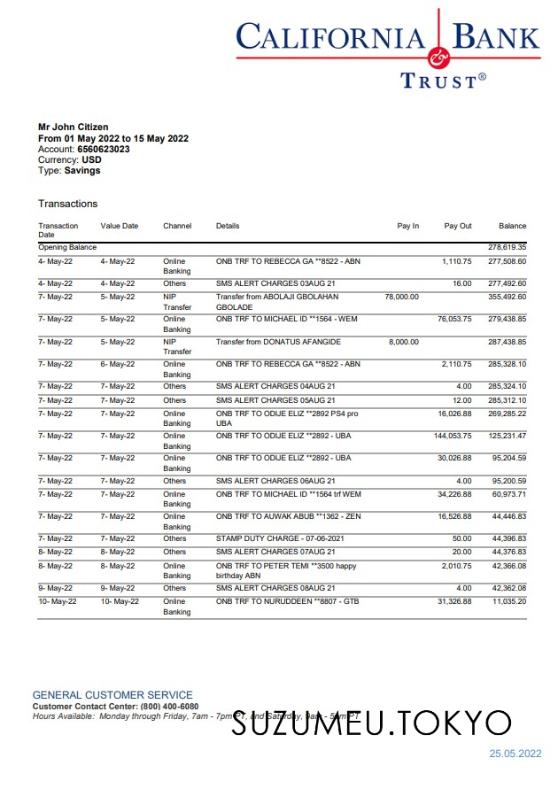 CALIFORNIA BANK
&
TRUST®
Mr John Citizen
From 01 May 2022 to 15 May 2022
Account: 6560623023
Currency: USD
Type: Savings
Transactions
Transaction Date Value Date Channel Details Pay In Pay Out Balance
Opening Balance 278,619.35
4- May-22 4- May-22 Online Banking ONB TRF TO REBECCA GA **8522 - ABN 1,110.75 277,508.60
4- May-22 4- May-22 Others SMS ALERT CHARGES 03AUG 21 16.00 277,492.60
7- May-22 5- May-22 NIP Transfer Transfer from ABOLAJI GBOLAHAN GBOLADE 78,000.00 355,492.60
7- May-22 5- May-22 Online Banking ONB TRF TO MICHAEL ID **1564 - WEM 76,053.75 279,438.85
7- May-22 5- May-22 NIP Transfer Transfer from DONATUS AFANGIDE 8,000.00 287,438.85
7- May-22 6- May-22 Online Banking ONB TRF TO REBECCA GA **8522 - ABN 2,110.75 285,328.10
7- May-22 7- May-22 Others SMS ALERT CHARGES 04AUG 21 4.00 285,324.10
7- May-22 7- May-22 Others SMS ALERT CHARGES 05AUG 21 12.00 285,312.10
7- May-22 7- May-22 Online Banking ONB TRF TO ODIJE ELIZ **2892 PS4 pro UBA 16,026.88 269,285.22
7- May-22 7- May-22 Online Banking ONB TRF TO ODIJE ELIZ **2892 - UBA 144,053.75 125,231.47
7- May-22 7- May-22 Online Banking ONB TRF TO ODIJE ELIZ **2892 - UBA 30,026.88 95,204.59
7- May-22 7- May-22 Others SMS ALERT CHARGES 06AUG 21 4.00 95,200.59
7- May-22 7- May-22 Online Banking ONB TRF TO MICHAEL ID **1564 trf WEM 34,226.88 60,973.71
7- May-22 7- May-22 Online Banking ONB TRF TO AUWAK ABUB **1362 - ZEN 16,526.88 44,446.83
7- May-22 7- May-22 Others STAMP DUTY CHARGE - 07-06-2021 50.00 44,396.83
8- May-22 8- May-22 Others SMS ALERT CHARGES 07AUG 21 20.00 44,376.83
8- May-22 8- May-22 Online Banking ONB TRF TO PETER TEMI **3500 happy birthday ABN 2,010.75 42,366.08
9- May-22 9- May-22 Others SMS ALERT CHARGES 08AUG 21 4.00 42,362.08
10- May-22 10- May-22 Online Banking ONB TRF TO NURUDDEEN **8807 - GTB 31,326.88 11,035.20
GENERAL CUSTOMER SERVICE
Customer Contact Center: (800) 400-6080
Hours Available: Monday through Friday, 7am - 7pm PT, and Saturday, 9am - 5pm PT
SUZUMEU.TOKYO
25.05.2022